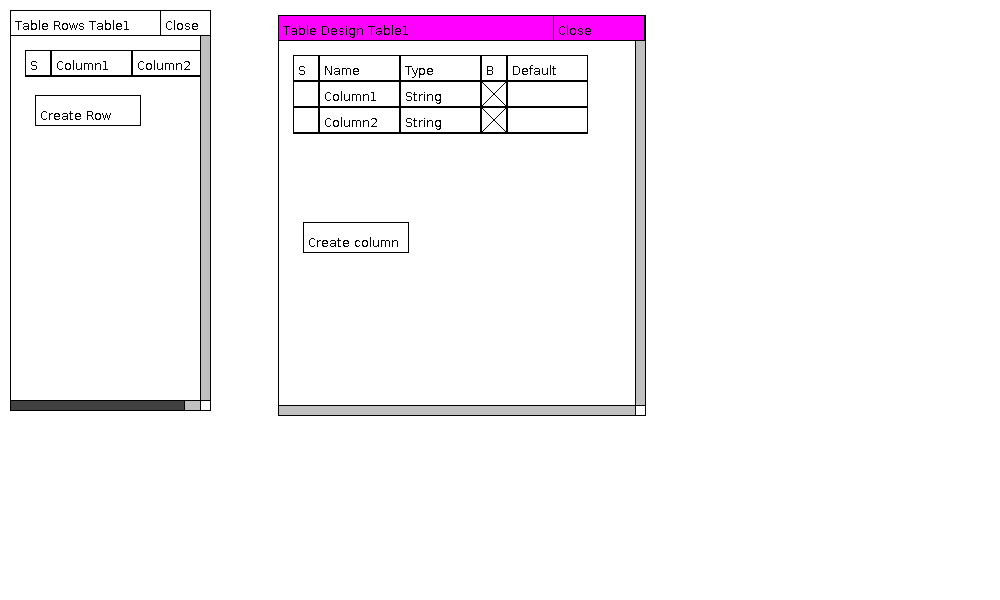 Table Rows Table1 Close
S Column1 Column2
Create Row
Table Design Table1 Close
S Name Type B Default
Column1 String
Column2 String
Create column